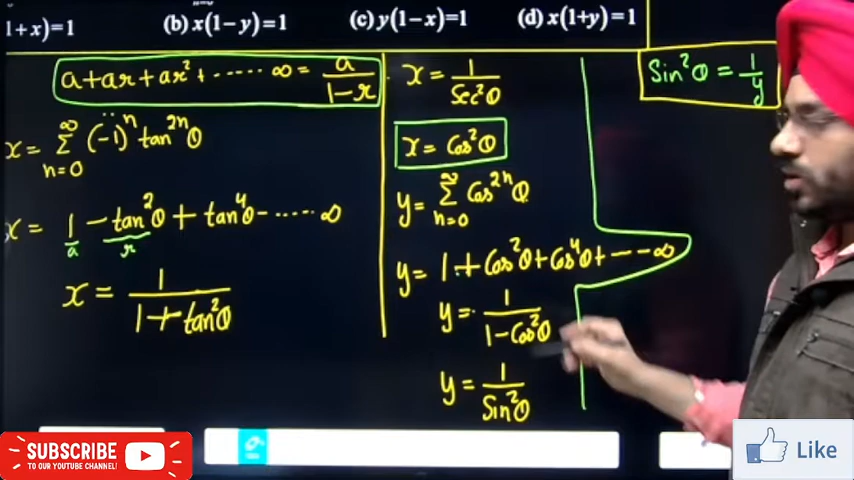 1+x)=1 (b) x(1−y)=1 (c) y(1−x)=1 (d) x(1+y)=1
a+ar+ar²+......∞ = a/(1−r)
x = ∑_{n=0}^{∞} (−1)ⁿ tan²ⁿθ
x = 1 − tan²θ + tan⁴θ − ......∞
a r
x = 1/(1+tan²θ)
x = 1/Sec²θ
x = Cos²θ
y = ∑_{n=0}^{∞} Cos²ⁿθ
y = 1 + Cos²θ + Cos⁴θ + −−−∞
y = 1/(1−Cos²θ)
y = 1/Sin²θ
Sin²θ = 1/y
SUBSCRIBE
TO OUR YOUTUBE CHANNEL!
Like